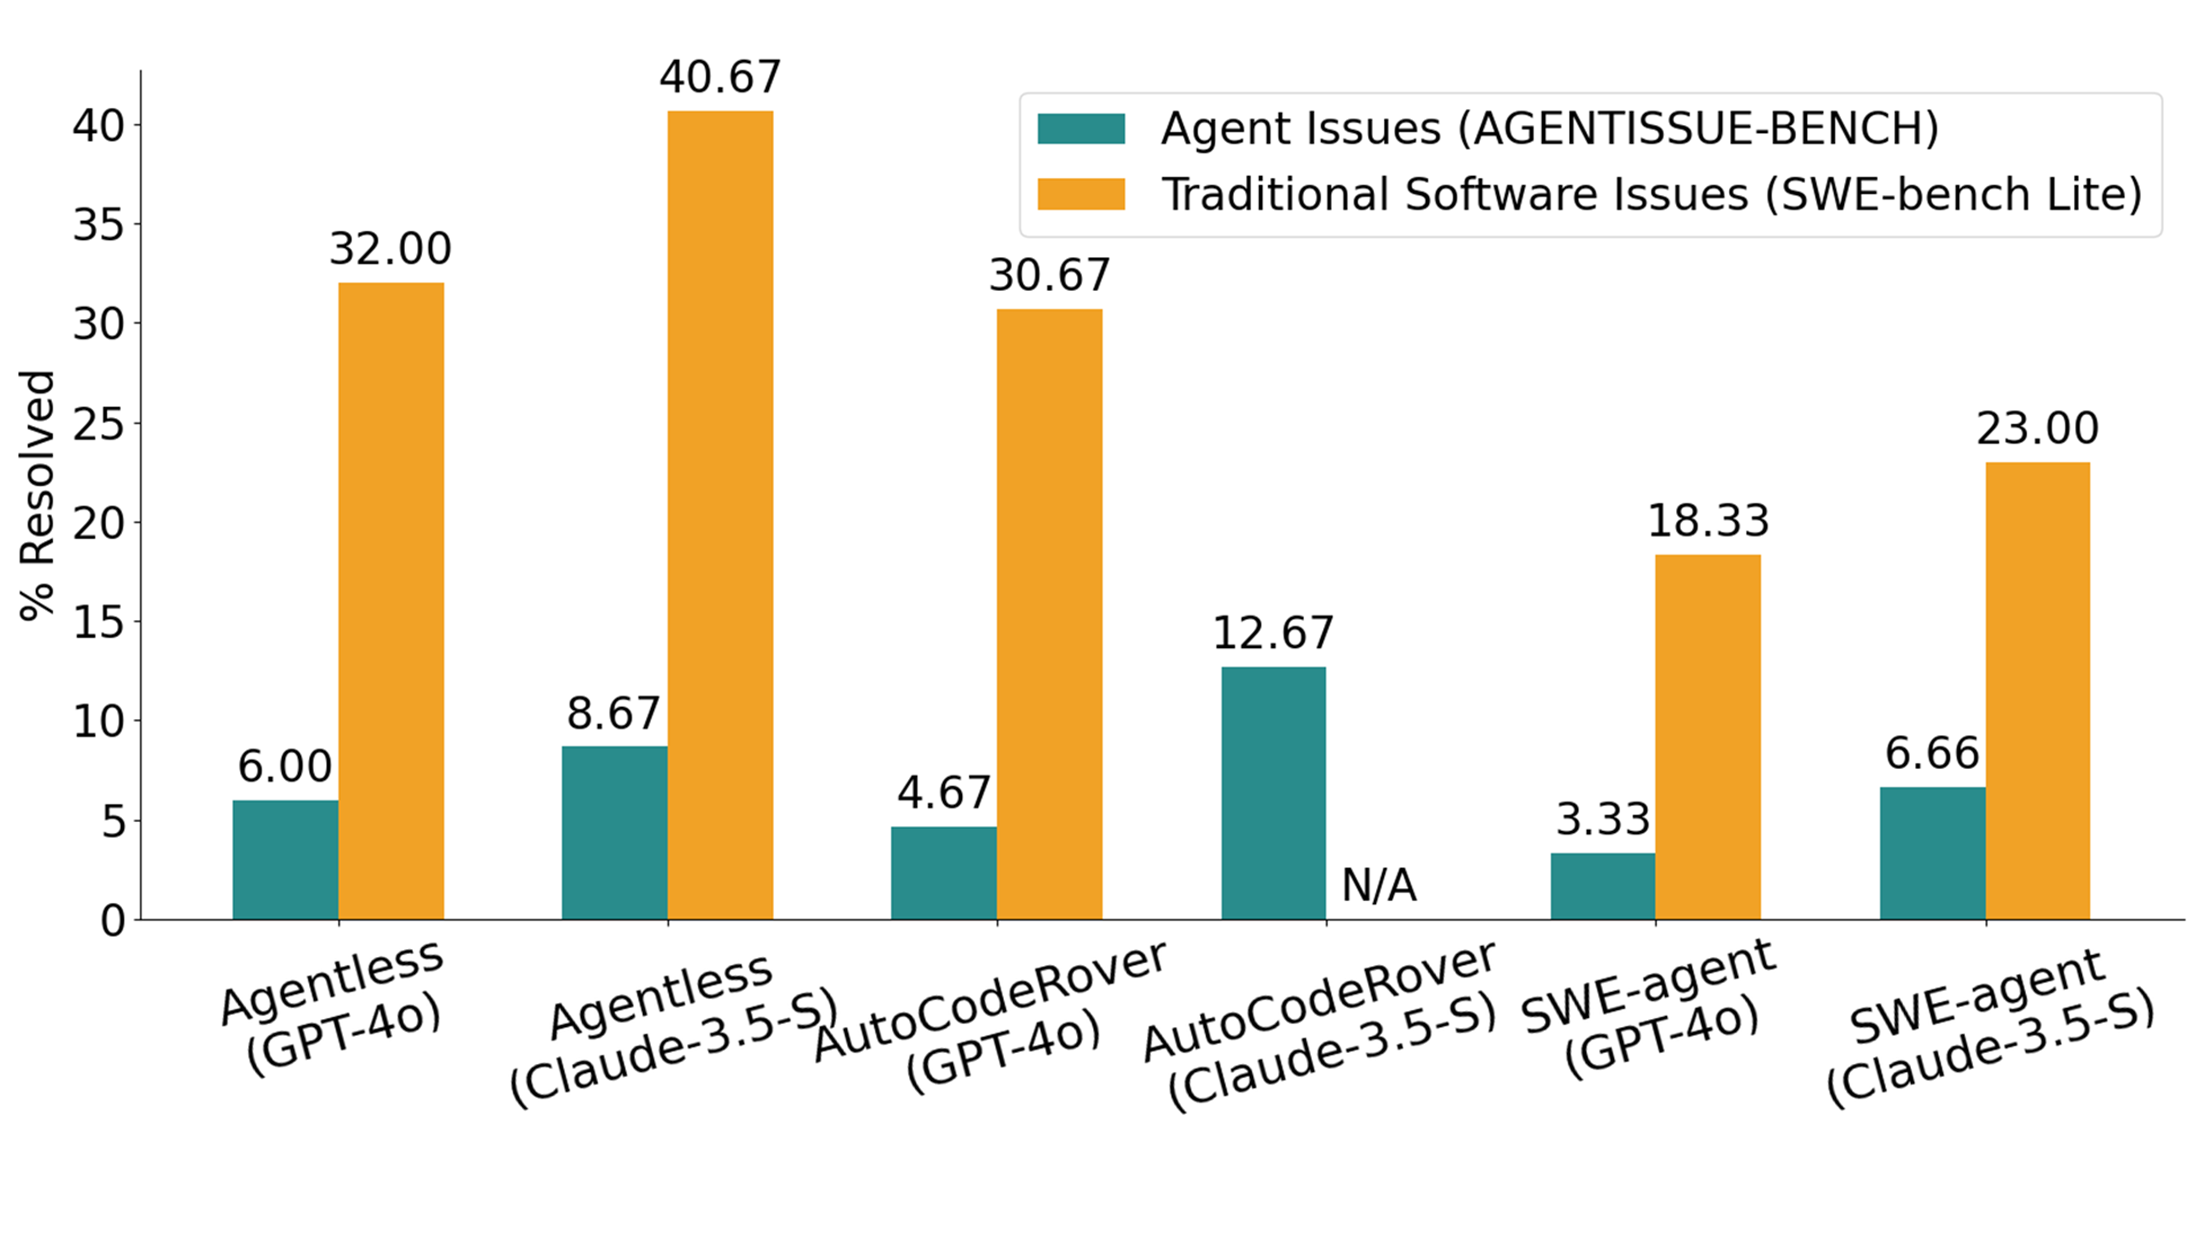 40.67
Agent Issues (AGENTISSUE-BENCH)
Traditional Software Issues (SWE-bench Lite)
32.00
30.67
23.00
18.33
12.67
8.67
6.00
4.67
3.33
6.66
N/A
% Resolved
40
35
30
25
20
15
10
5
0
Agentless
(GPT-4o)
Agentless
(Claude-3.5-S)
AutoCodeRover
(GPT-4o)
AutoCodeRover
(Claude-3.5-S)
SWE-agent
(GPT-4o)
SWE-agent
(Claude-3.5-S)